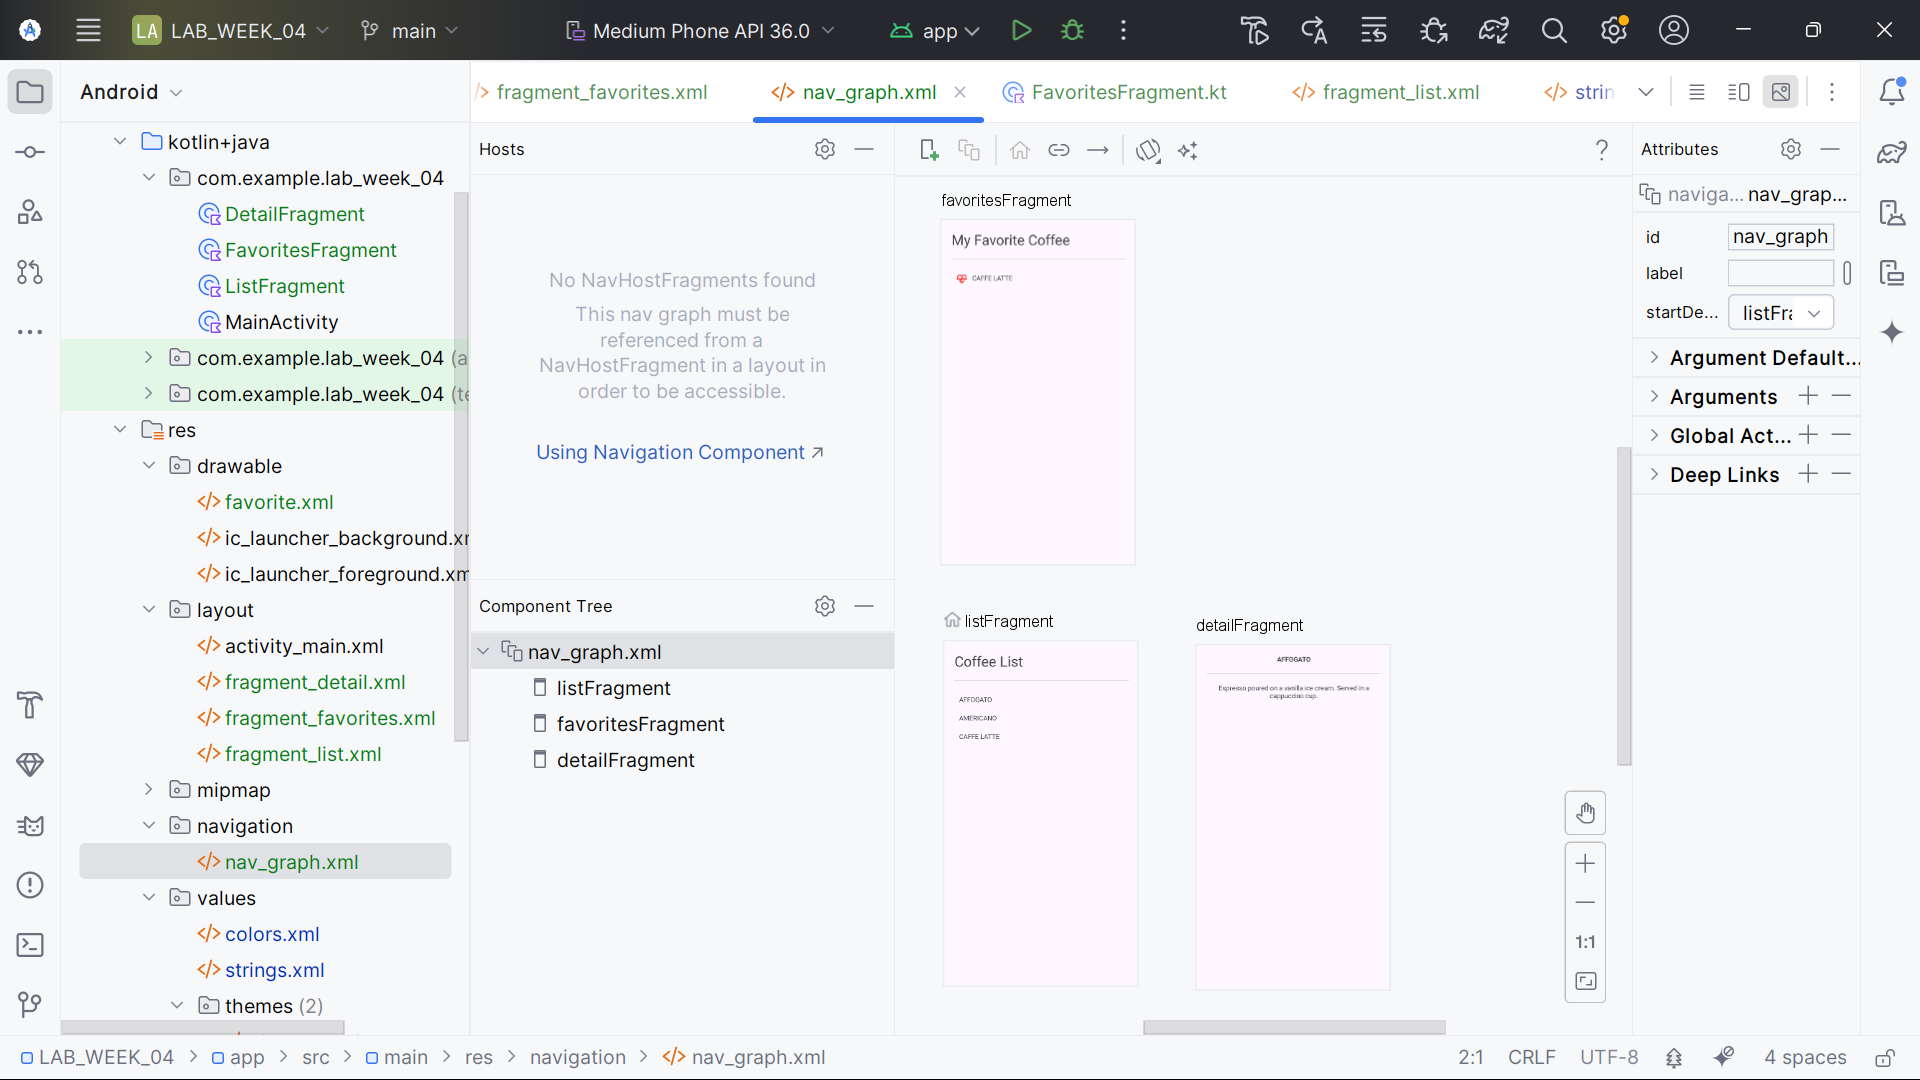 LA LAB_WEEK_04 main Medium Phone API 36.0 app
Android
kotlin+java
com.example.lab_week_04
DetailFragment
FavoritesFragment
ListFragment
MainActivity
com.example.lab_week_04 (a
com.example.lab_week_04 (te
res
drawable
favorite.xml
ic_launcher_background.xm
ic_launcher_foreground.xm
layout
activity_main.xml
fragment_detail.xml
fragment_favorites.xml
fragment_list.xml
mipmap
navigation
nav_graph.xml
values
colors.xml
strings.xml
themes (2)
fragment_favorites.xml nav_graph.xml FavoritesFragment.kt fragment_list.xml strin
Hosts
No NavHostFragments found
This nav graph must be
referenced from a
NavHostFragment in a layout in
order to be accessible.
Using Navigation Component
Component Tree
nav_graph.xml
listFragment
favoritesFragment
detailFragment
?
favoritesFragment
My Favorite Coffee
CAFFE LATTE
listFragment
Coffee List
AFFOGATO
AMERICANO
CAFFE LATTE
detailFragment
AFFOGATO
Espresso poured on a vanilla ice cream. Served in a
cappuccino cup.
1:1
Attributes
naviga... nav_grap...
id nav_graph
label
startDe... listFra
Argument Default...
Arguments
Global Act...
Deep Links
LAB_WEEK_04 > app > src > main > res > navigation > nav_graph.xml
2:1 CRLF UTF-8 4 spaces